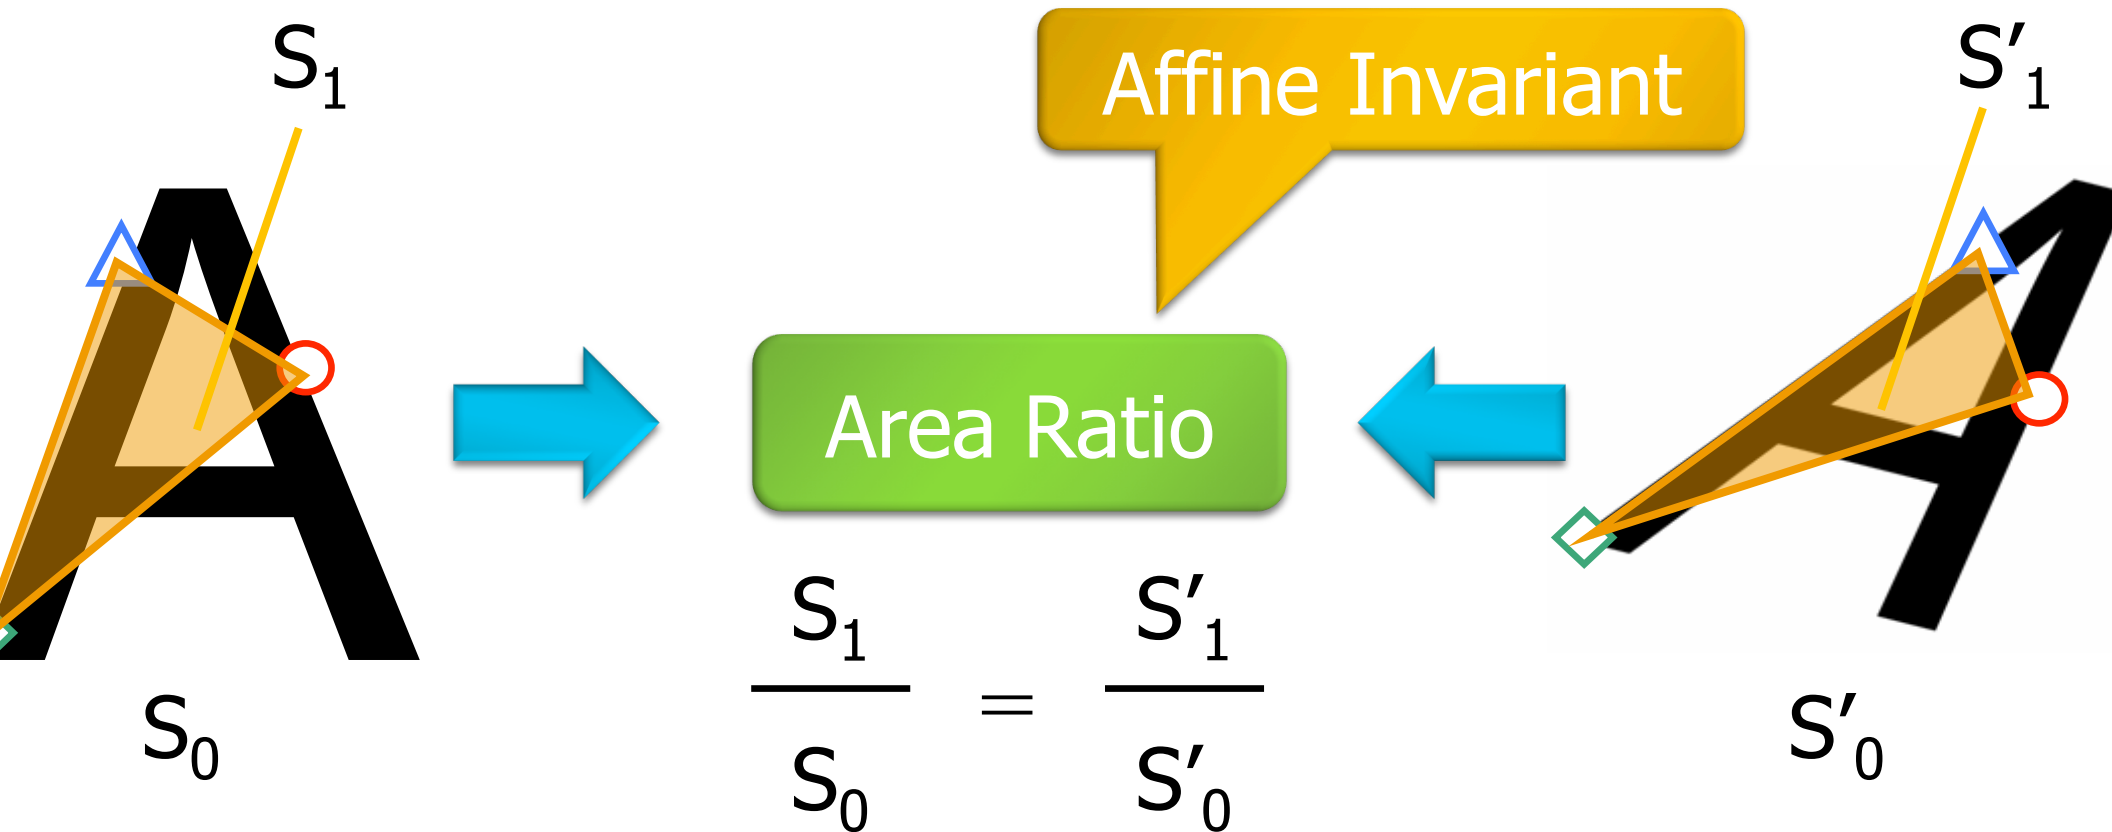 S₁
Affine Invariant
S′₁
A
Area Ratio
A
S₁ / S₀ = S′₁ / S′₀
S₀
S′₀